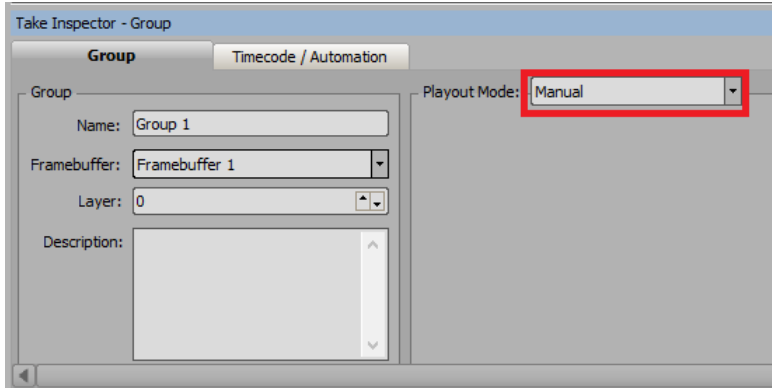 Take Inspector - Group
Group
Timecode / Automation
Group
Playout Mode: Manual
Name: Group 1
Framebuffer: Framebuffer 1
Layer: 0
Description: